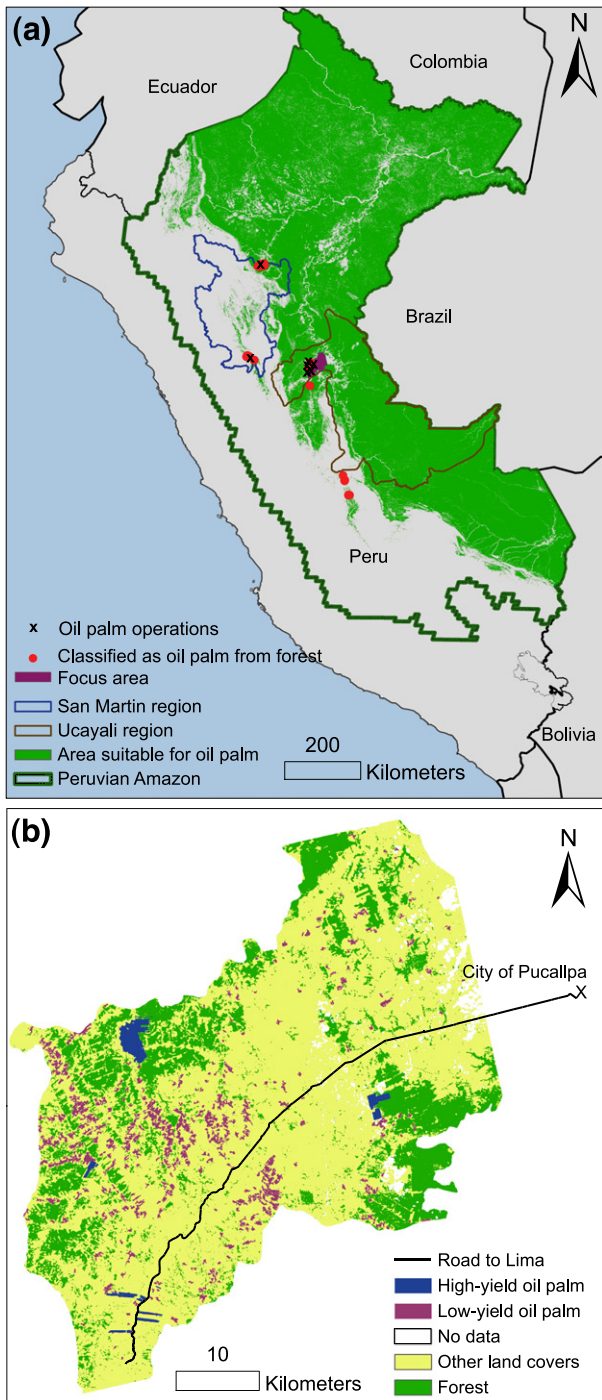 (a)
N
Colombia
Ecuador
Brazil
Peru
x Oil palm operations
Classified as oil palm from forest
Focus area
San Martin region
Ucayali region
Area suitable for oil palm
Peruvian Amazon
200
Kilometers
Bolivia
(b)
N
City of Pucallpa
X
Road to Lima
High-yield oil palm
Low-yield oil palm
No data
Other land covers
Forest
10
Kilometers